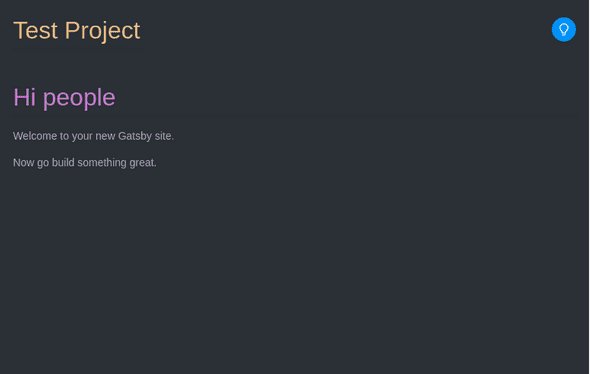 Test Project
Hi people
Welcome to your new Gatsby site.
Now go build something great.